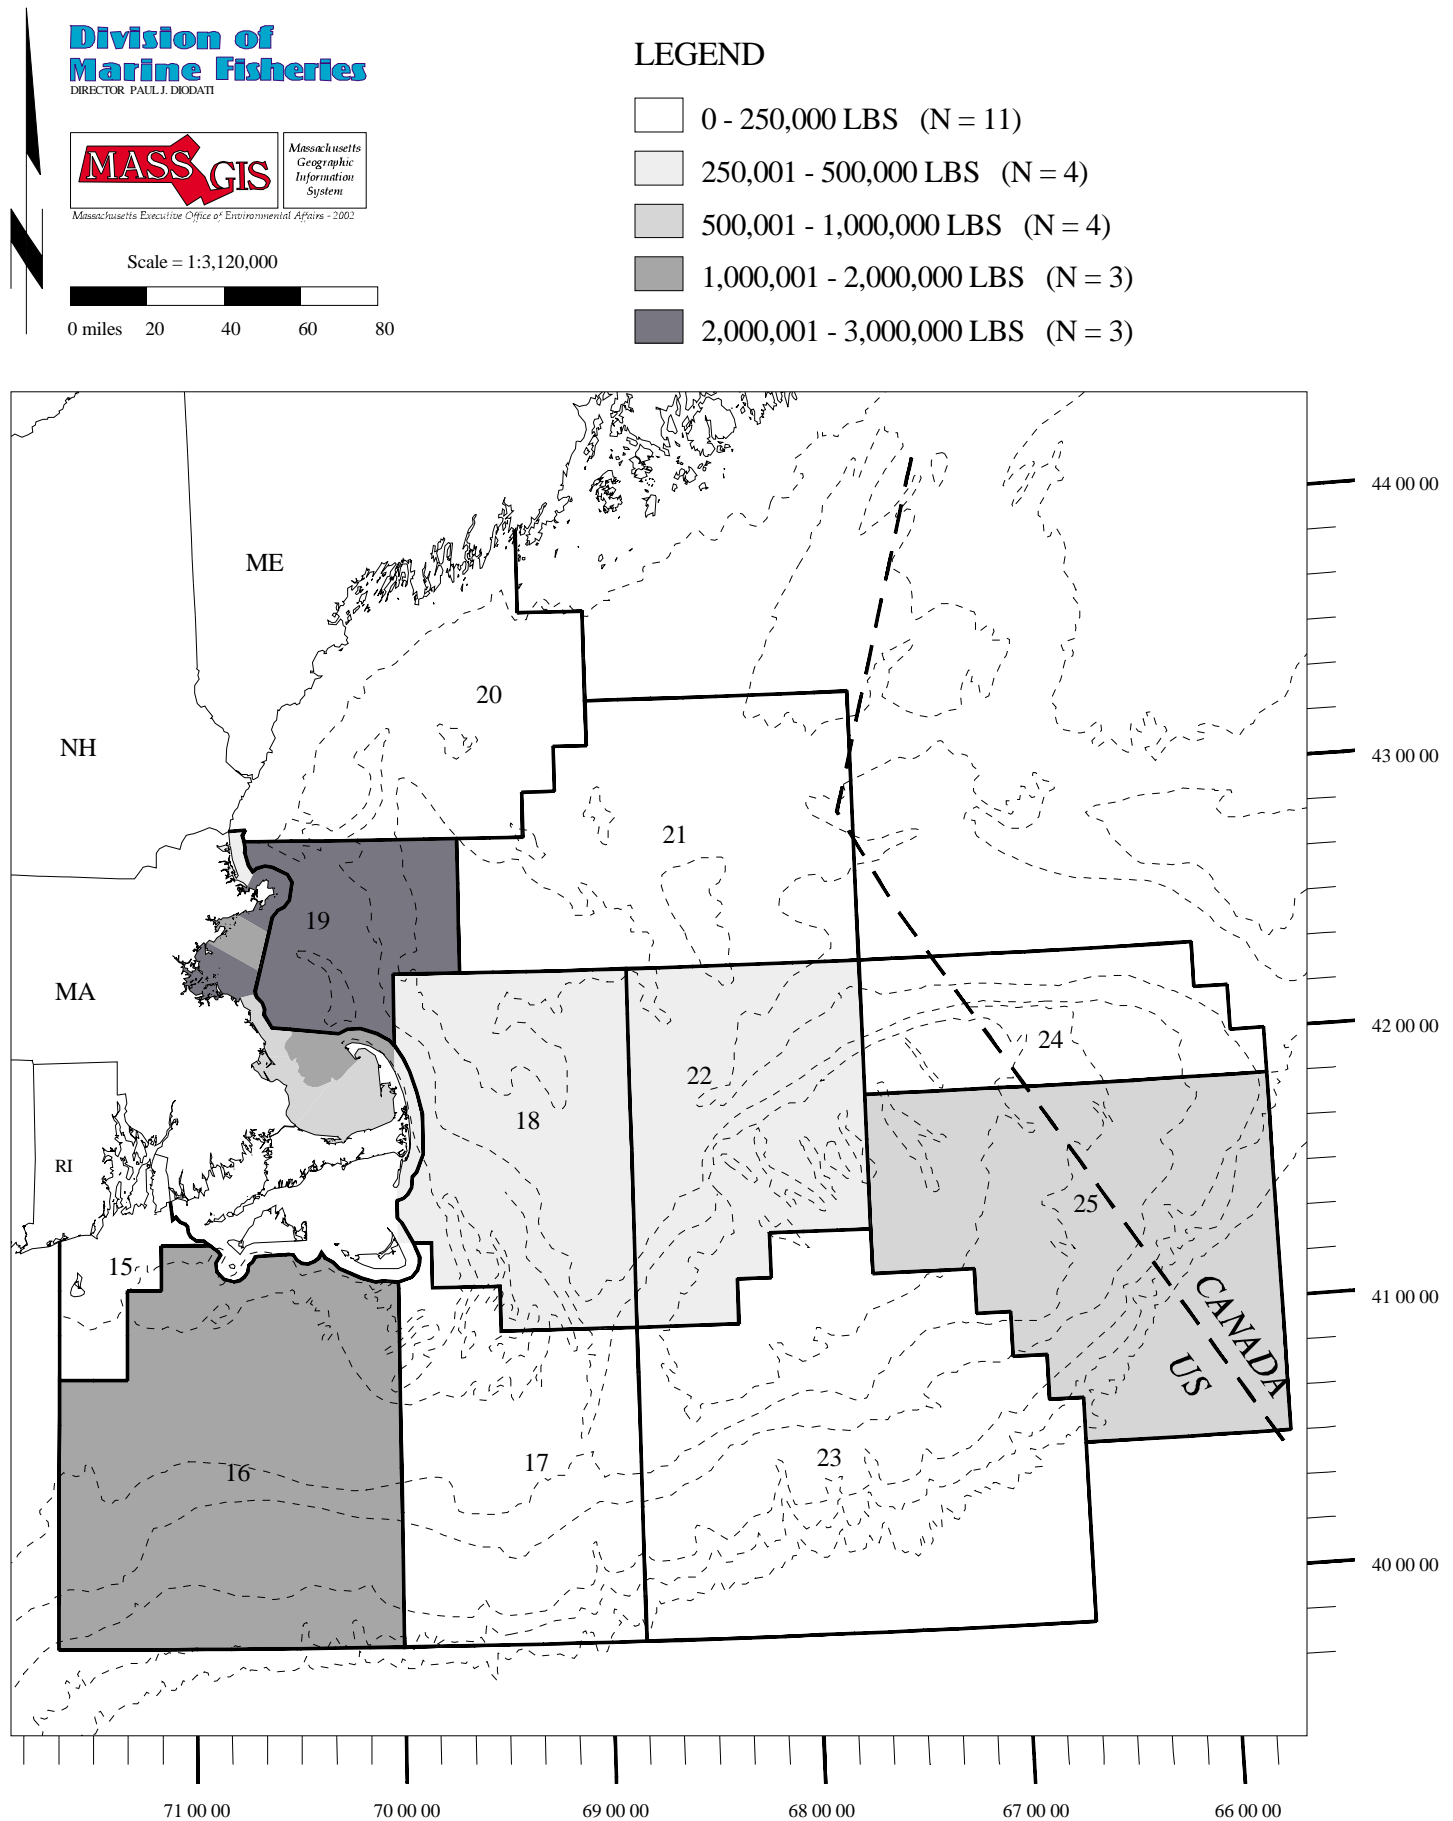 Division of
Marine Fisheries
DIRECTOR PAUL J. DIODATI
MASS GIS
Massachusetts
Geographic
Information
System
Massachusetts Executive Office of Environmental Affairs - 2002
Scale = 1:3,120,000
0 miles 20 40 60 80
LEGEND
0 - 250,000 LBS (N = 11)
250,001 - 500,000 LBS (N = 4)
500,001 - 1,000,000 LBS (N = 4)
1,000,001 - 2,000,000 LBS (N = 3)
2,000,001 - 3,000,000 LBS (N = 3)
44 00 00
ME
20
NH
43 00 00
21
19
MA
42 00 00
24
22
18
RI
25
15
41 00 00
CANADA
US
23
17
16
40 00 00
71 00 00
70 00 00
69 00 00
68 00 00
67 00 00
66 00 00